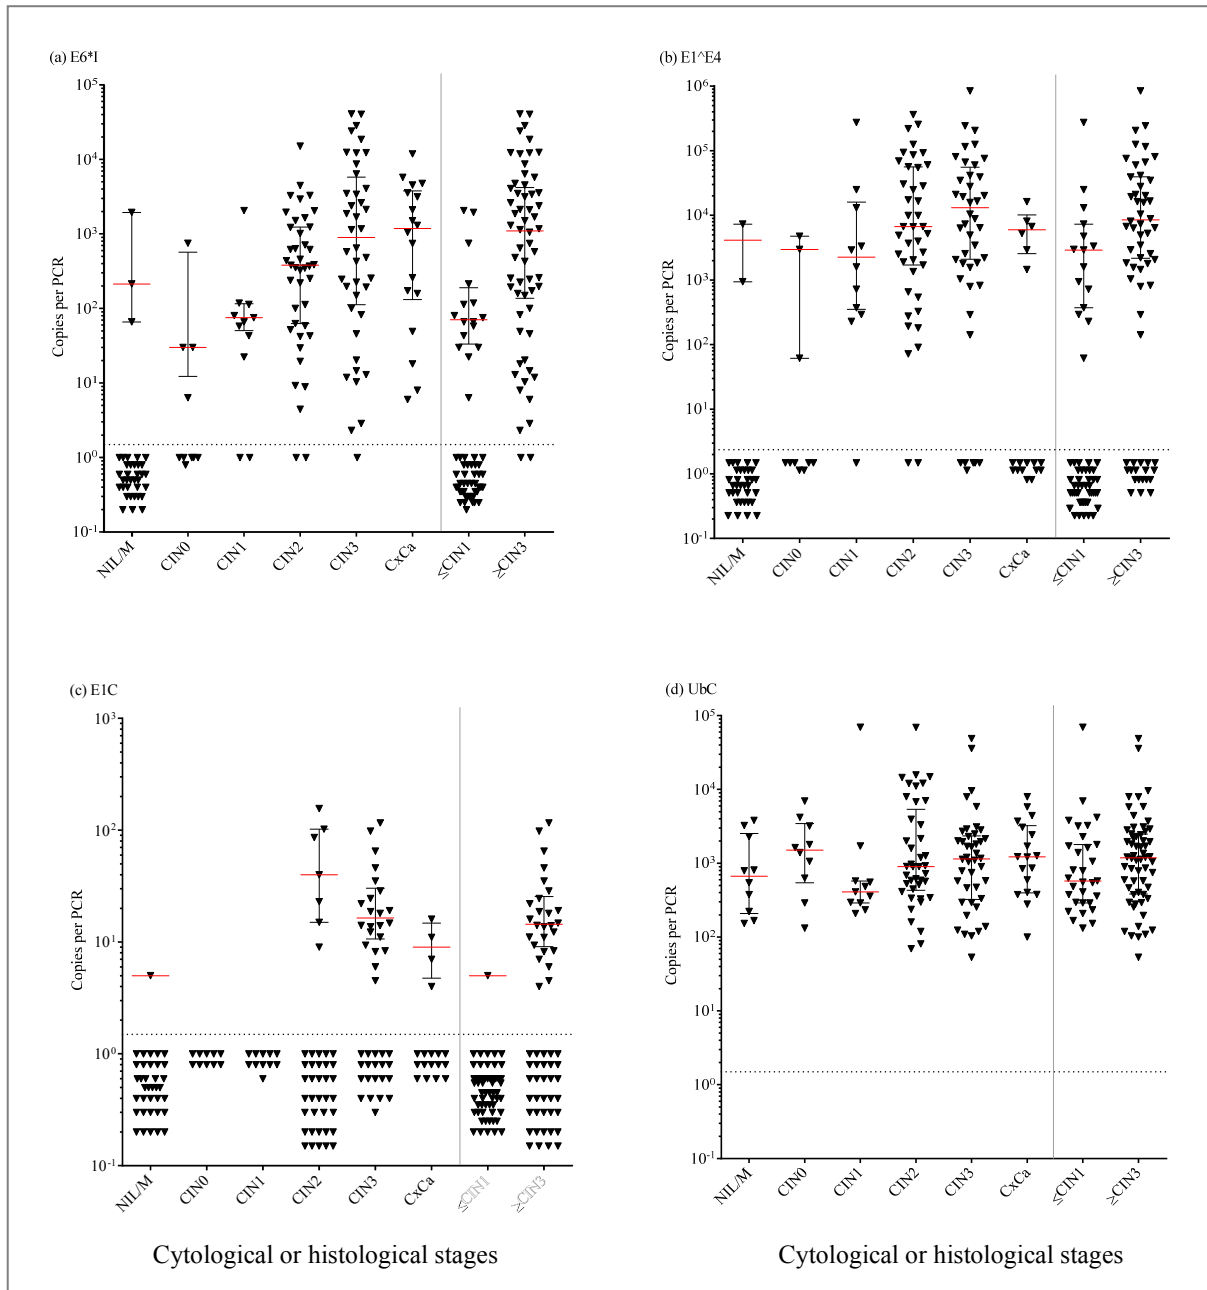 (a) E6*I
Copies per PCR
10^5
10^4
10^3
10^2
10^1
10^0
10^-1
NIL/M
CIN0
CIN1
CIN2
CIN3
CxCa
≤CIN1
≥CIN3
(b) E1^E4
Copies per PCR
10^6
10^5
10^4
10^3
10^2
10^1
10^0
10^-1
NIL/M
CIN0
CIN1
CIN2
CIN3
CxCa
≤CIN1
≥CIN3
(c) E1C
Copies per PCR
10^3
10^2
10^1
10^0
10^-1
NIL/M
CIN0
CIN1
CIN2
CIN3
CxCa
≤CIN1
≥CIN3
Cytological or histological stages
(d) UbC
Copies per PCR
10^5
10^4
10^3
10^2
10^1
10^0
10^-1
NIL/M
CIN0
CIN1
CIN2
CIN3
CxCa
≤CIN1
≥CIN3
Cytological or histological stages